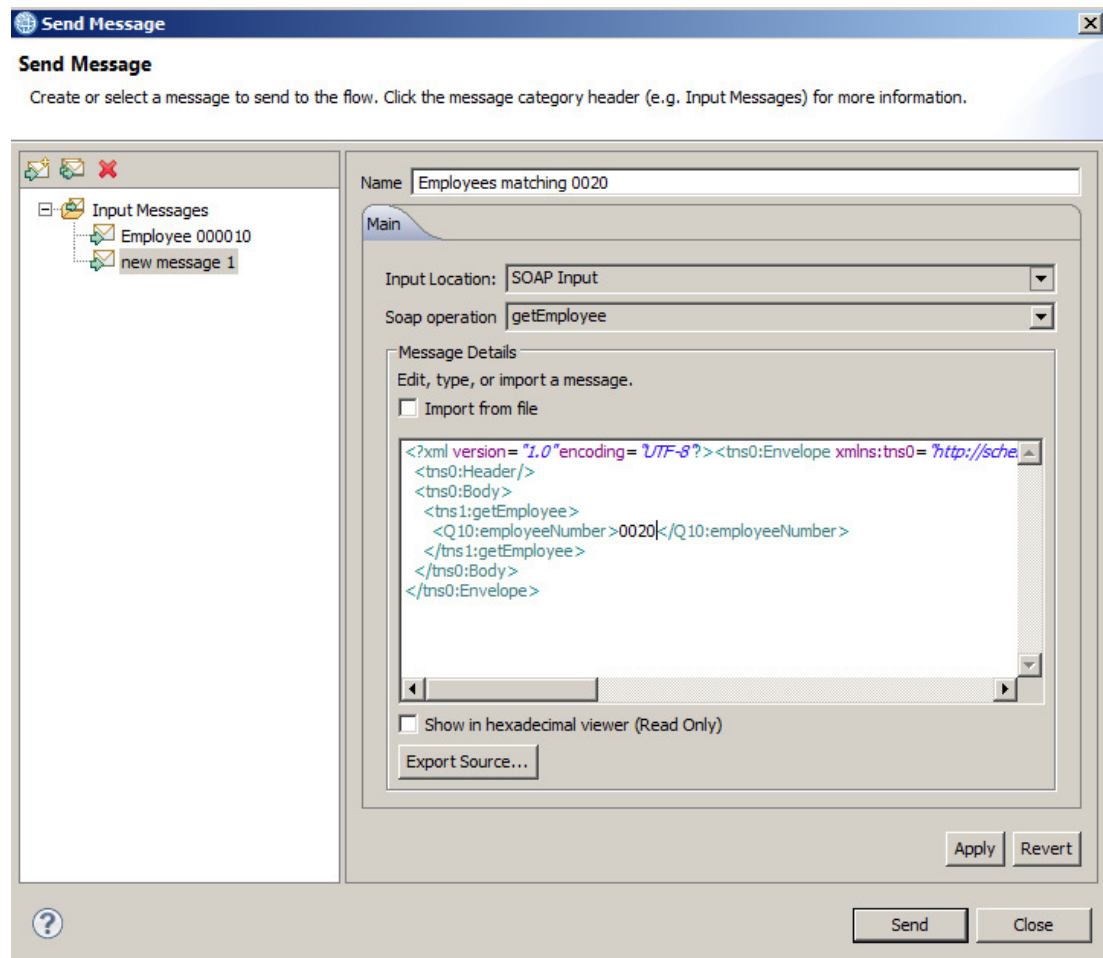 Send Message
Send Message
Create or select a message to send to the flow. Click the message category header (e.g. Input Messages) for more information.
Input Messages
Employee 000010
new message 1
Name Employees matching 0020
Main
Input Location: SOAP Input
Soap operation getEmployee
Message Details
Edit, type, or import a message.
Import from file
<?xml version="1.0"encoding="UTF-8"?><tns0:Envelope xmlns:tns0="http://sche
<tns0:Header/>
<tns0:Body>
<tns1:getEmployee>
<Q10:employeeNumber>0020</Q10:employeeNumber>
</tns1:getEmployee>
</tns0:Body>
</tns0:Envelope>
Show in hexadecimal viewer (Read Only)
Export Source...
Apply Revert
? Send Close